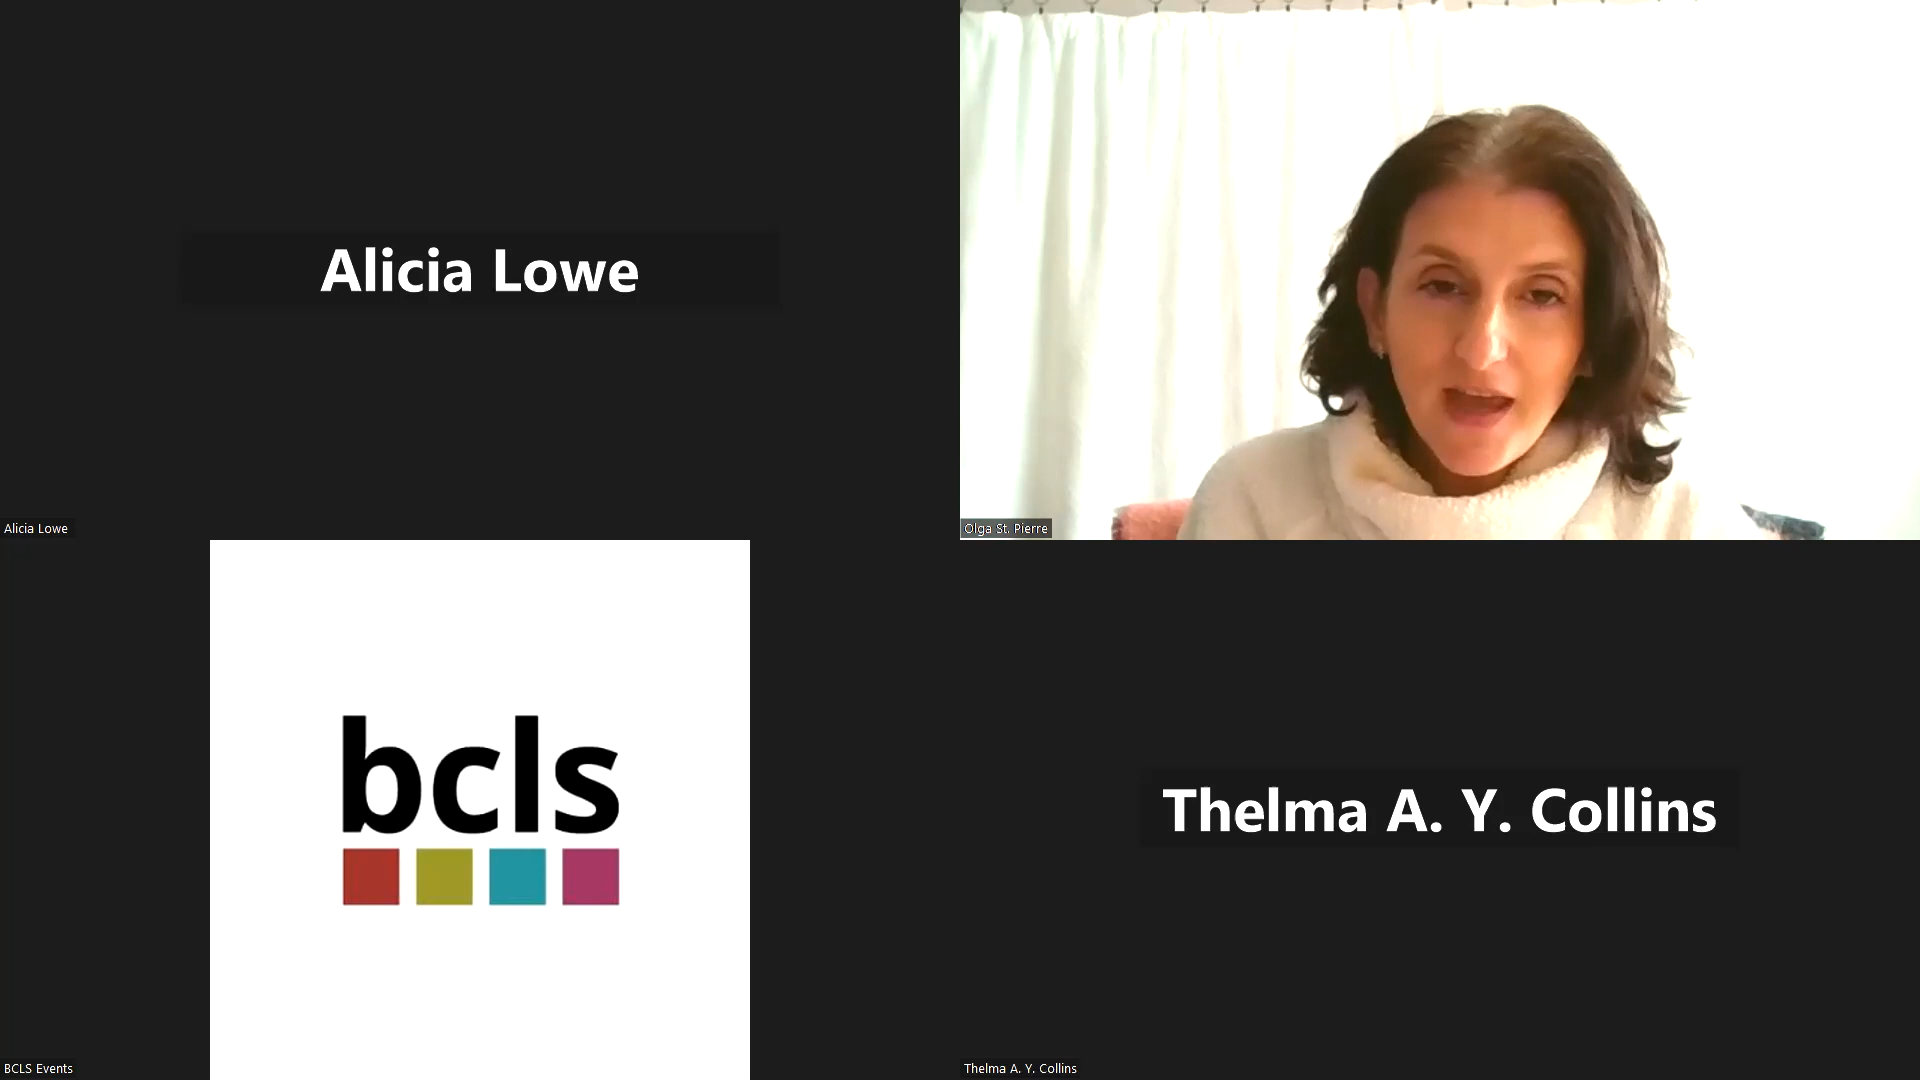 Alicia Lowe
Alicia Lowe
Olga St. Pierre
bcls
BCLS Events
Thelma A. Y. Collins
Thelma A. Y. Collins